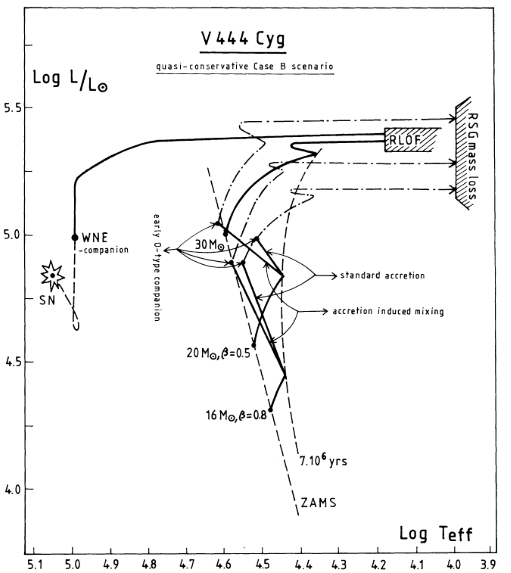 V 444 Cyg
quasi-conservative Case B scenario
Log L/L⊙
5.5
5.0
4.5
4.0
RLOF
RSG mass loss
WNE
-companion
SN
early O-type companion
30 M⊙
standard accretion
accretion induced mixing
20 M⊙, β=0.5
16 M⊙, β=0.8
7.10⁶ yrs
ZAMS
Log Teff
5.1 5.0 4.9 4.8 4.7 4.6 4.5 4.4 4.3 4.2 4.1 4.0 3.9